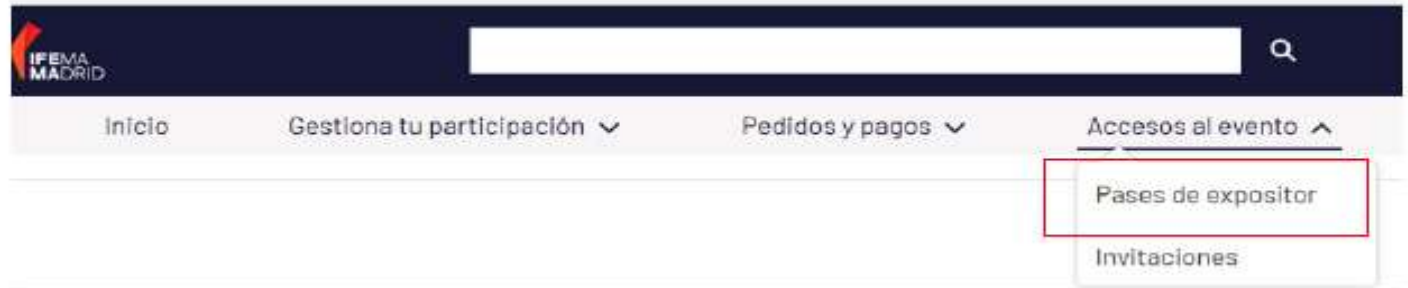 IFEMA
MADRID
Inicio Gestiona tu participación Pedidos y pagos Accesos al evento
Pases de expositor
Invitaciones